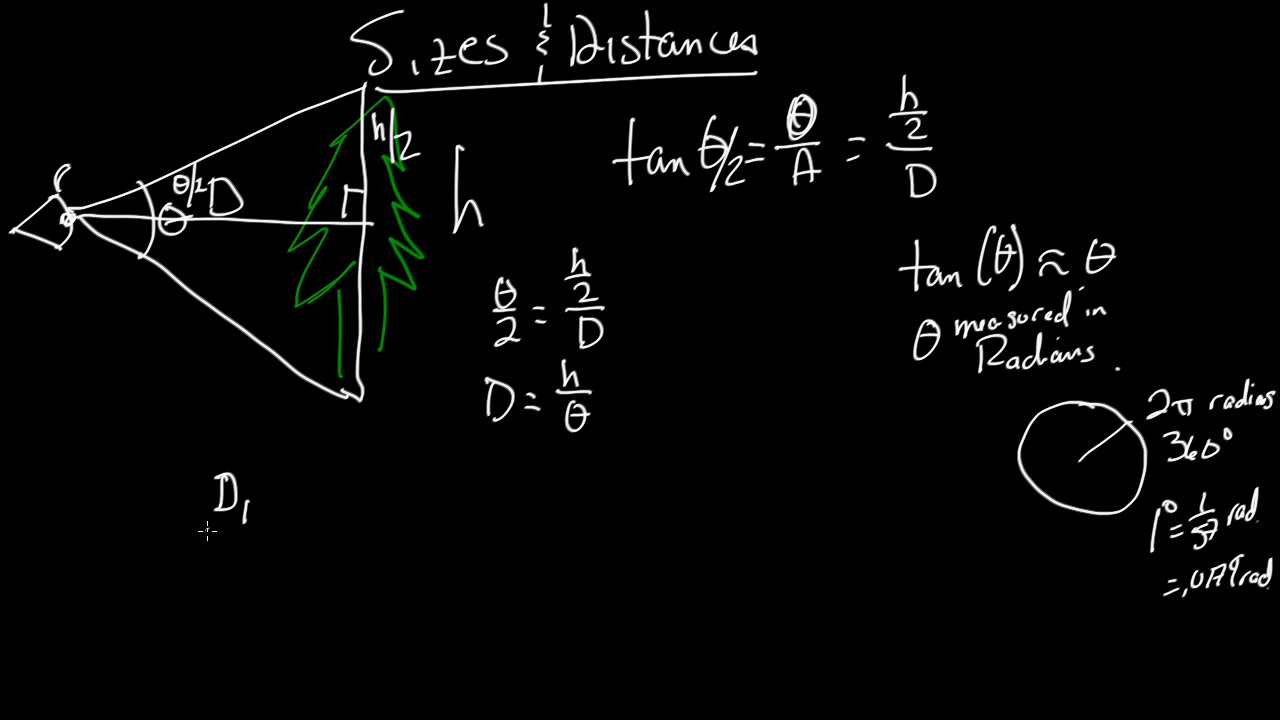 Sizes & Distances
h/2
θ/2 D
θ
h
tan θ/2 = θ/A = h/2/D
tan(θ) ≈ θ
θ measured in
Radians.
θ/2 = h/2/D
D = h/θ
2π radians
360°
1° = 1/57 rad
= .0179 rad
D₁